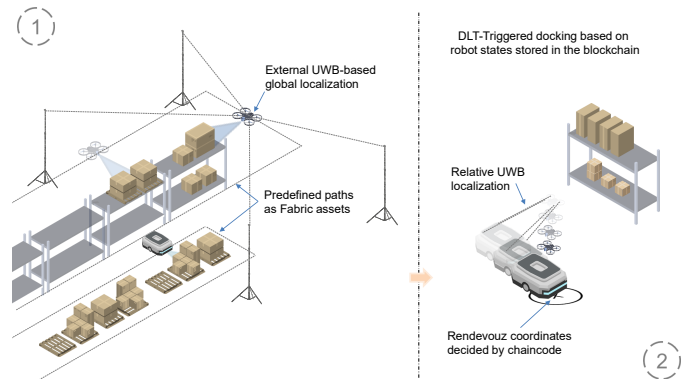 1
External UWB-based
global localization
Predefined paths
as Fabric assets
DLT-Triggered docking based on
robot states stored in the blockchain
Relative UWB
localization
Rendevouz coordinates
decided by chaincode
2